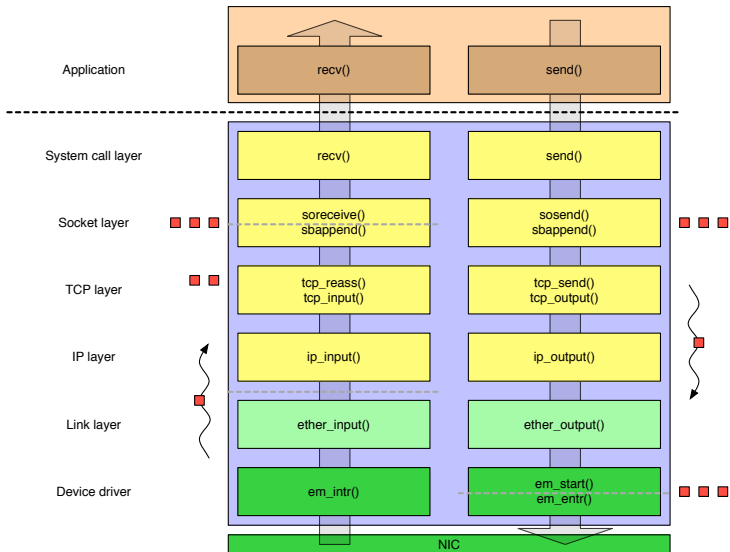 Application
recv()
send()
System call layer
recv()
send()
Socket layer
soreceive()
sbappend()
sosend()
sbappend()
TCP layer
tcp_reass()
tcp_input()
tcp_send()
tcp_output()
IP layer
ip_input()
ip_output()
Link layer
ether_input()
ether_output()
Device driver
em_intr()
em_start()
em_entr()
NIC